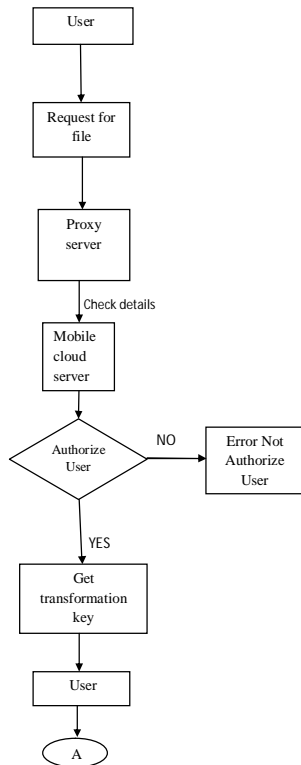 User
Request for
file
Proxy
server
Check details
Mobile
cloud
server
Authorize
User
NO
Error Not
Authorize
User
YES
Get
transformation
key
User
A